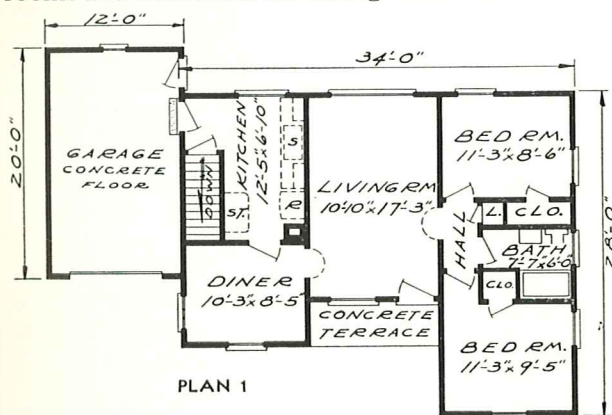 12'-0"
34'-0"
20'-0"
GARAGE
CONCRETE
FLOOR
DOWN
KITCHEN
12'-5"x6'-10"
S
R
ST.
LIVING RM
10'-10"x17'-3"
BED RM.
11'-3"x8'-6"
L.
CLO.
HALL
BATH
7'-7"x6'-0"
CLO.
DINER
10'-3"x8'-5"
CONCRETE
TERRACE
BED RM.
11'-3"x9'-5"
28'-0"
PLAN 1